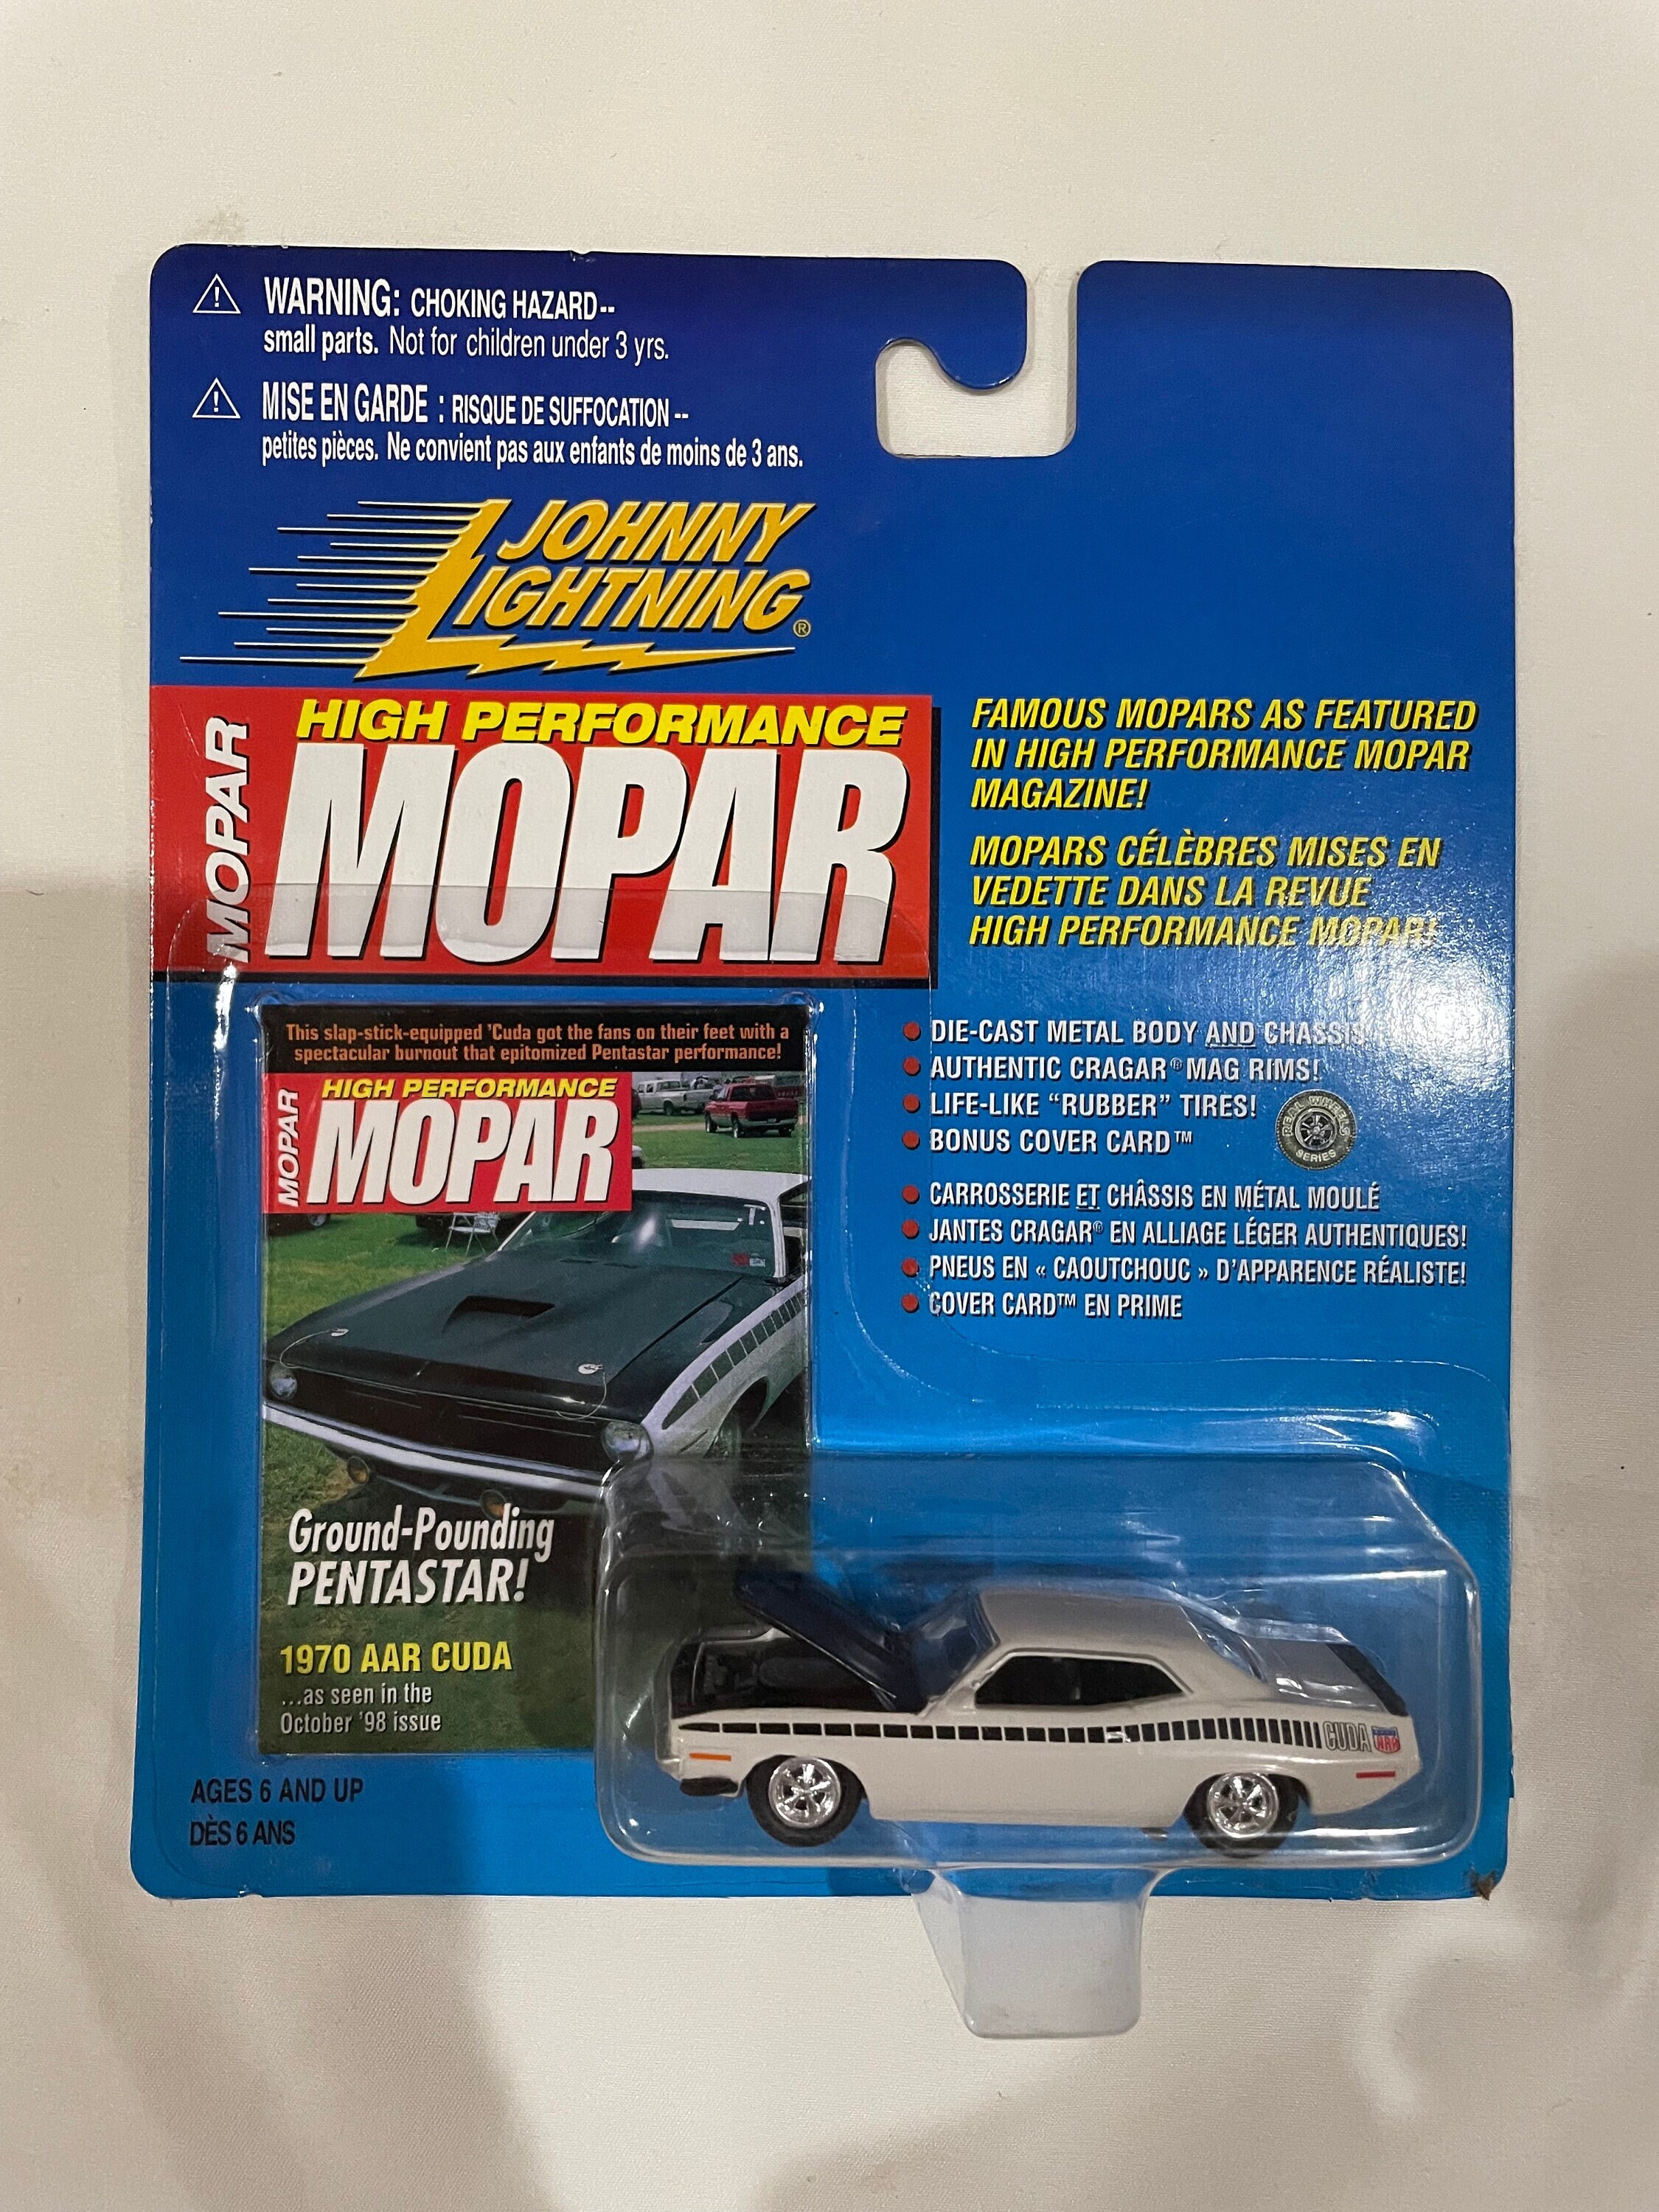 WARNING: CHOKING HAZARD--
small parts. Not for children under 3 yrs.
MISE EN GARDE : RISQUE DE SUFFOCATION --
petites pièces. Ne convient pas aux enfants de moins de 3 ans.
JOHNNY
LIGHTNING®
MOPAR
HIGH PERFORMANCE
MOPAR
FAMOUS MOPARS AS FEATURED
IN HIGH PERFORMANCE MOPAR
MAGAZINE!
MOPARS CÉLÈBRES MISES EN
VEDETTE DANS LA REVUE
HIGH PERFORMANCE MOPAR!
DIE-CAST METAL BODY AND CHASSIS
AUTHENTIC CRAGAR® MAG RIMS!
LIFE-LIKE “RUBBER” TIRES!
BONUS COVER CARD™
REAL WHEELS
SERIES
CARROSSERIE ET CHÂSSIS EN MÉTAL MOULÉ
JANTES CRAGAR® EN ALLIAGE LÉGER AUTHENTIQUES!
PNEUS EN « CAOUTCHOUC » D'APPARENCE RÉALISTE!
COVER CARD™ EN PRIME
This slap-stick-equipped 'Cuda got the fans on their feet with a
spectacular burnout that epitomized Pentastar performance!
MOPAR
HIGH PERFORMANCE
MOPAR
Ground-Pounding
PENTASTAR!
1970 AAR CUDA
...as seen in the
October '98 issue
CUDA
AGES 6 AND UP
DÈS 6 ANS